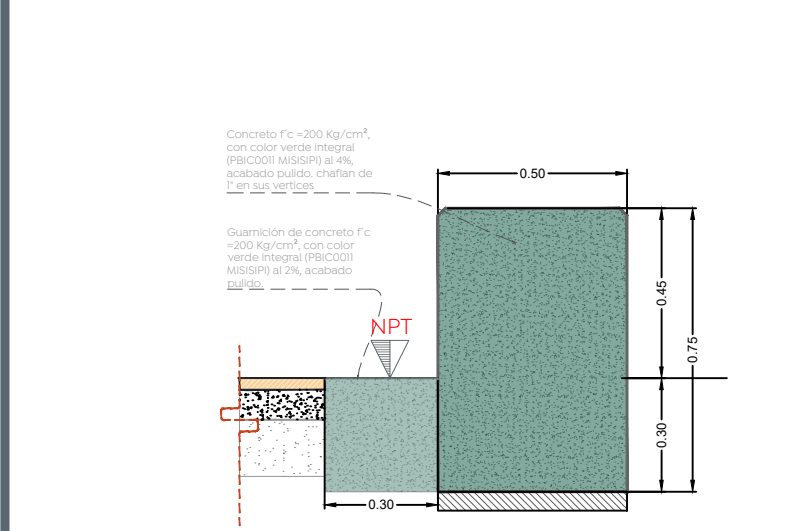 Concreto f´c =200 Kg/cm²,
con color verde integral
(PBIC0011 MISISIPI) al 4%,
acabado pulido. chaflan de
1" en sus vertices
0.50
Guarnición de concreto f´c
=200 Kg/cm², con color
verde integral (PBIC0011
MISISIPI) al 2%, acabado
pulido.
NPT
0.45
0.75
0.30
0.30